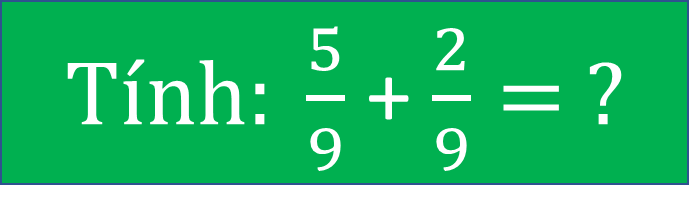 Tính: 5/9 + 2/9 = ?